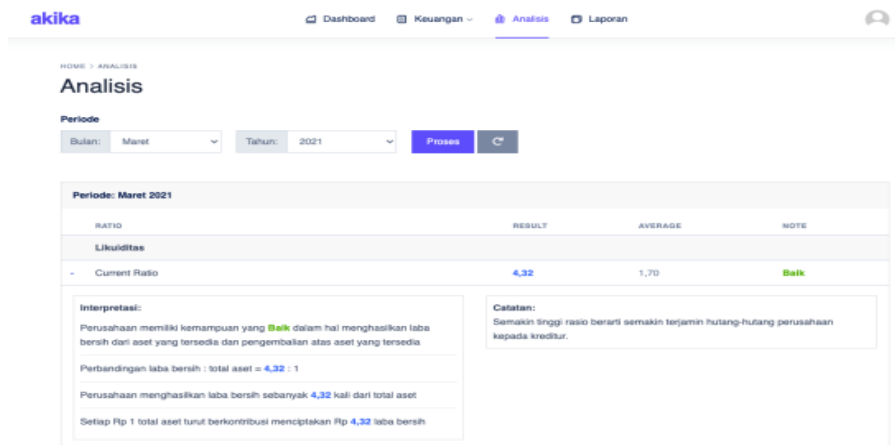 akika
Dashboard Keuangan Analisis Laporan
HOME > ANALISIS
Analisis
Periode
Bulan: Maret Tahun: 2021 Proses
Periode: Maret 2021
RATIO RESULT AVERAGE NOTE
Likuiditas
- Current Ratio 4,32 1,70 Baik
Interpretasi:
Perusahaan memiliki kemampuan yang Baik dalam hal menghasilkan laba
bersih dari aset yang tersedia dan pengembalian atas aset yang tersedia
Perbandingan laba bersih : total aset = 4,32 : 1
Perusahaan menghasilkan laba bersih sebanyak 4,32 kali dari total aset
Setiap Rp 1 total aset turut berkontribusi menciptakan Rp 4,32 laba bersih
Catatan:
Semakin tinggi rasio berarti semakin terjamin hutang-hutang perusahaan
kepada kreditur.